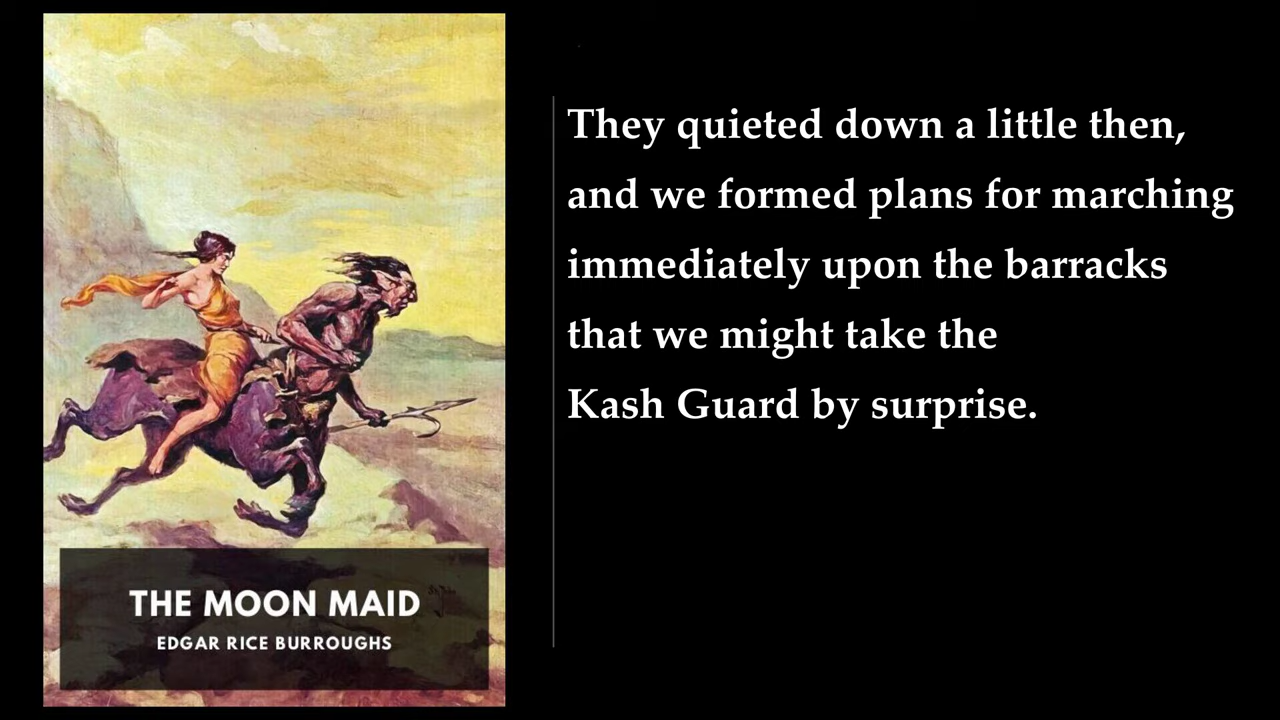 THE MOON MAID
EDGAR RICE BURROUGHS
They quieted down a little then,
and we formed plans for marching
immediately upon the barracks
that we might take the
Kash Guard by surprise.